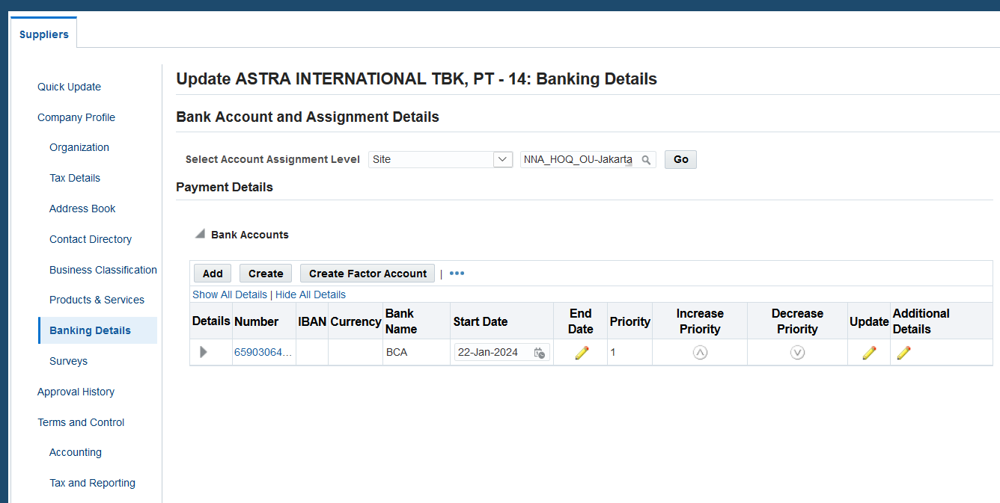 Suppliers
Quick Update
Company Profile
Organization
Tax Details
Address Book
Contact Directory
Business Classification
Products & Services
Banking Details
Surveys
Approval History
Terms and Control
Accounting
Tax and Reporting
Update ASTRA INTERNATIONAL TBK, PT - 14: Banking Details
Bank Account and Assignment Details
Select Account Assignment Level Site NNA_HOQ_OU-Jakarta Go
Payment Details
Bank Accounts
Add Create Create Factor Account | •••
Show All Details | Hide All Details
Details Number IBAN Currency Bank Name Start Date End Date Priority Increase Priority Decrease Priority Update Additional Details
65903064... BCA 22-Jan-2024 1